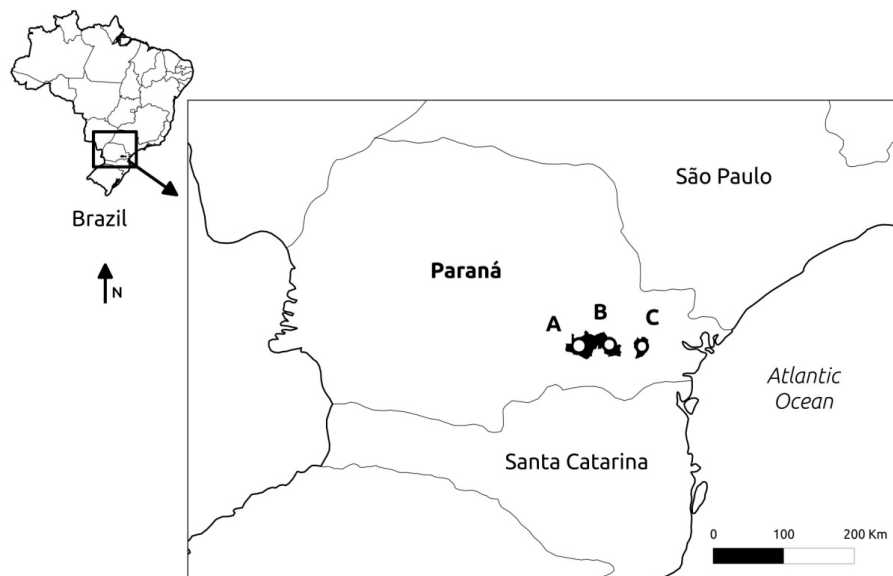 Brazil
N
São Paulo
Paraná
A
B
C
Atlantic
Ocean
Santa Catarina
0 100 200 Km